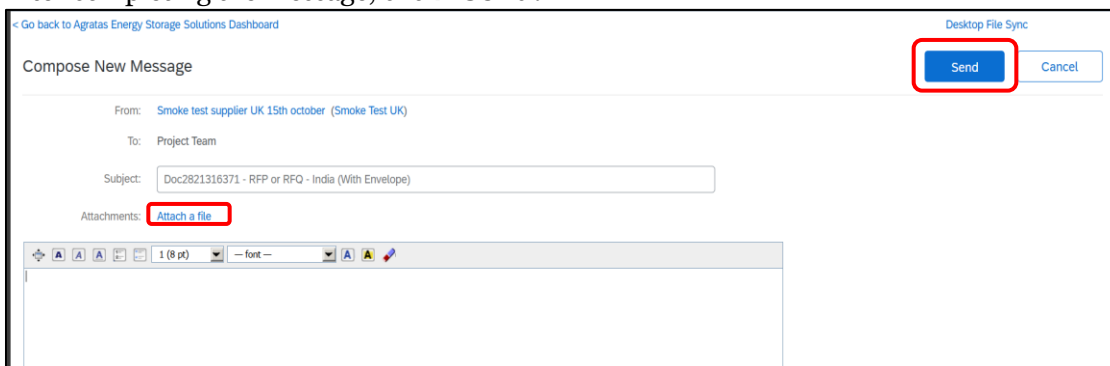 < Go back to Agratas Energy Storage Solutions Dashboard Desktop File Sync
Compose New Message Send Cancel
From: Smoke test supplier UK 15th october (Smoke Test UK)
To: Project Team
Subject: Doc2821316371 - RFP or RFQ - India (With Envelope)
Attachments: Attach a file
A A A 1 (8 pt) — font — A A